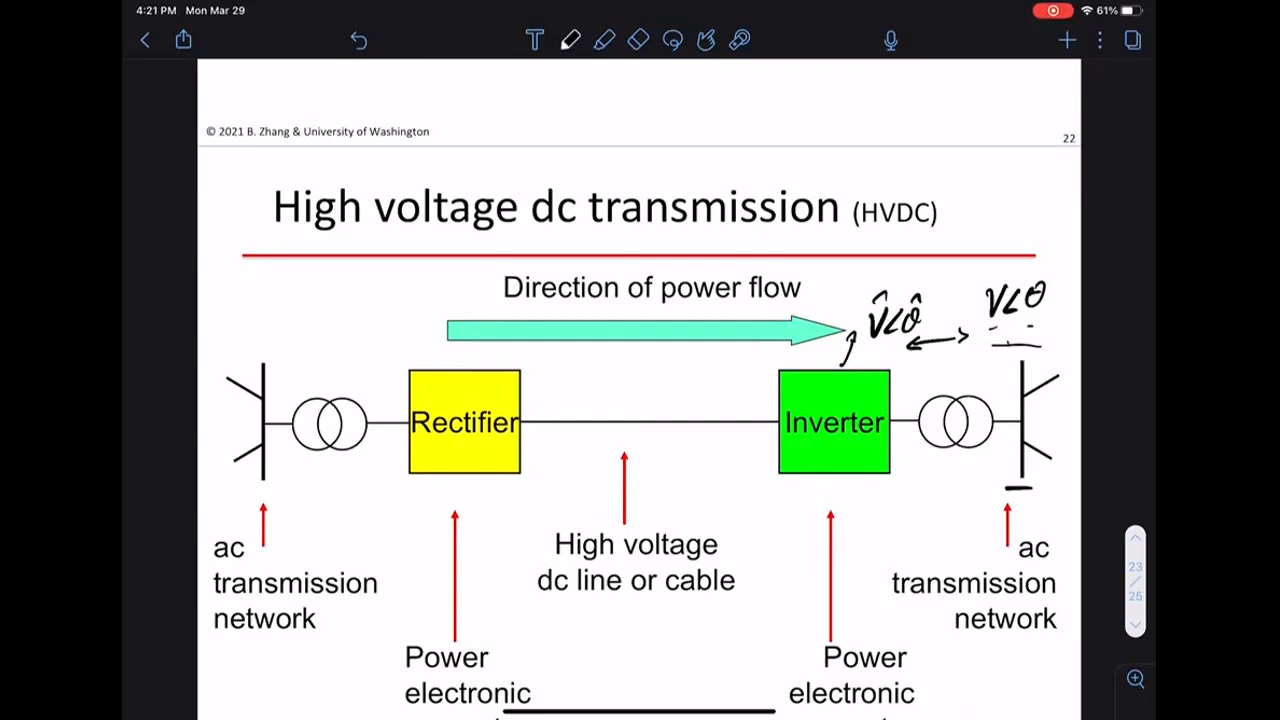 4:21 PM Mon Mar 29
61%
© 2021 B. Zhang & University of Washington
22
High voltage dc transmission (HVDC)
Direction of power flow
V̂∠θ̂
V∠θ
Rectifier
Inverter
ac
transmission
network
High voltage
dc line or cable
ac
transmission
network
Power
electronic
Power
electronic
23
/
25